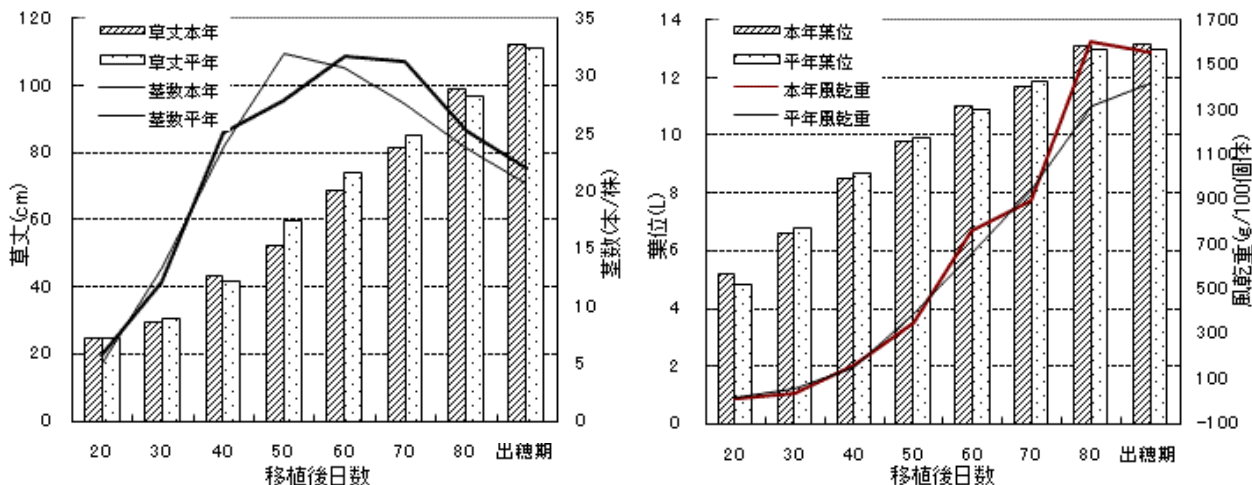 120
100
80
60
40
20
0
草丈(cm)
草丈本年
草丈平年
茎数本年
茎数平年
35
30
25
20
15
10
5
0
茎数(本/株)
20 30 40 50 60 70 80 出穂期
移植後日数
14
12
10
8
6
4
2
0
葉位(L)
本年葉位
平年葉位
本年風乾重
平年風乾重
1700
1500
1300
1100
900
700
500
300
100
-100
風乾重(g/100個体)
20 30 40 50 60 70 80 出穂期
移植後日数